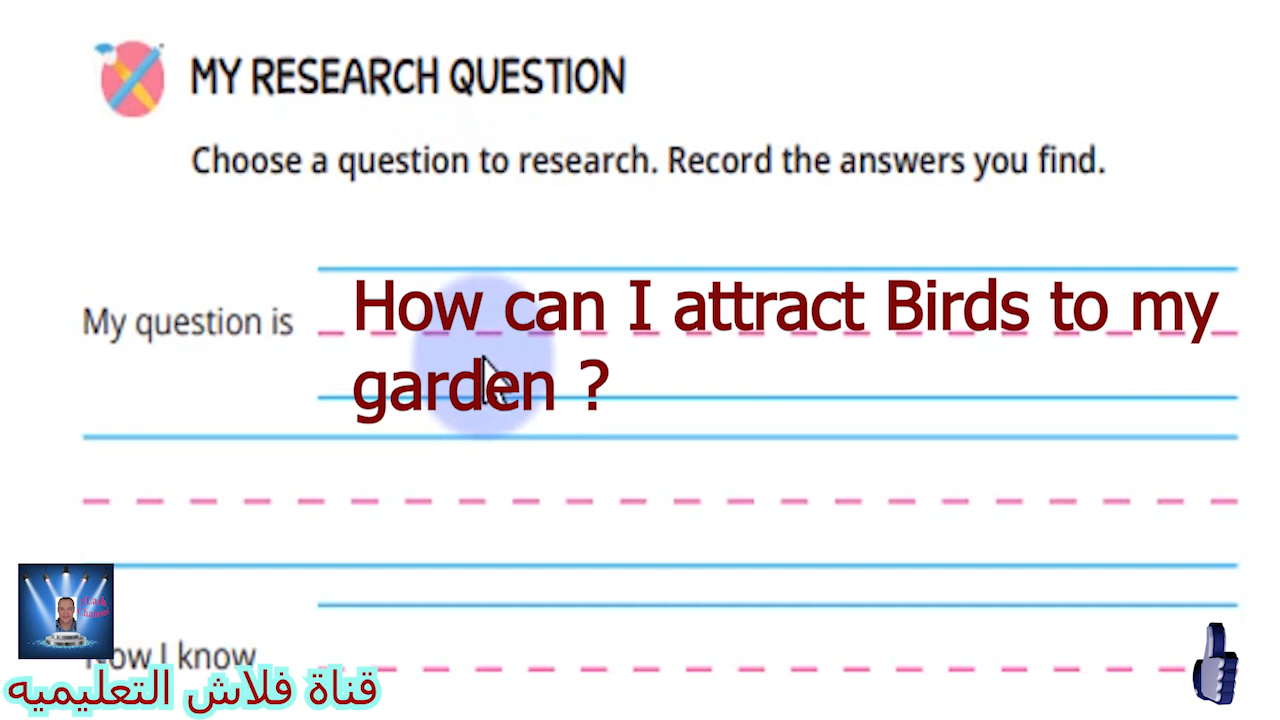 MY RESEARCH QUESTION
Choose a question to research. Record the answers you find.
My question is
How can I attract Birds to my
garden ?
Now I know
قناة فلاش التعليميه